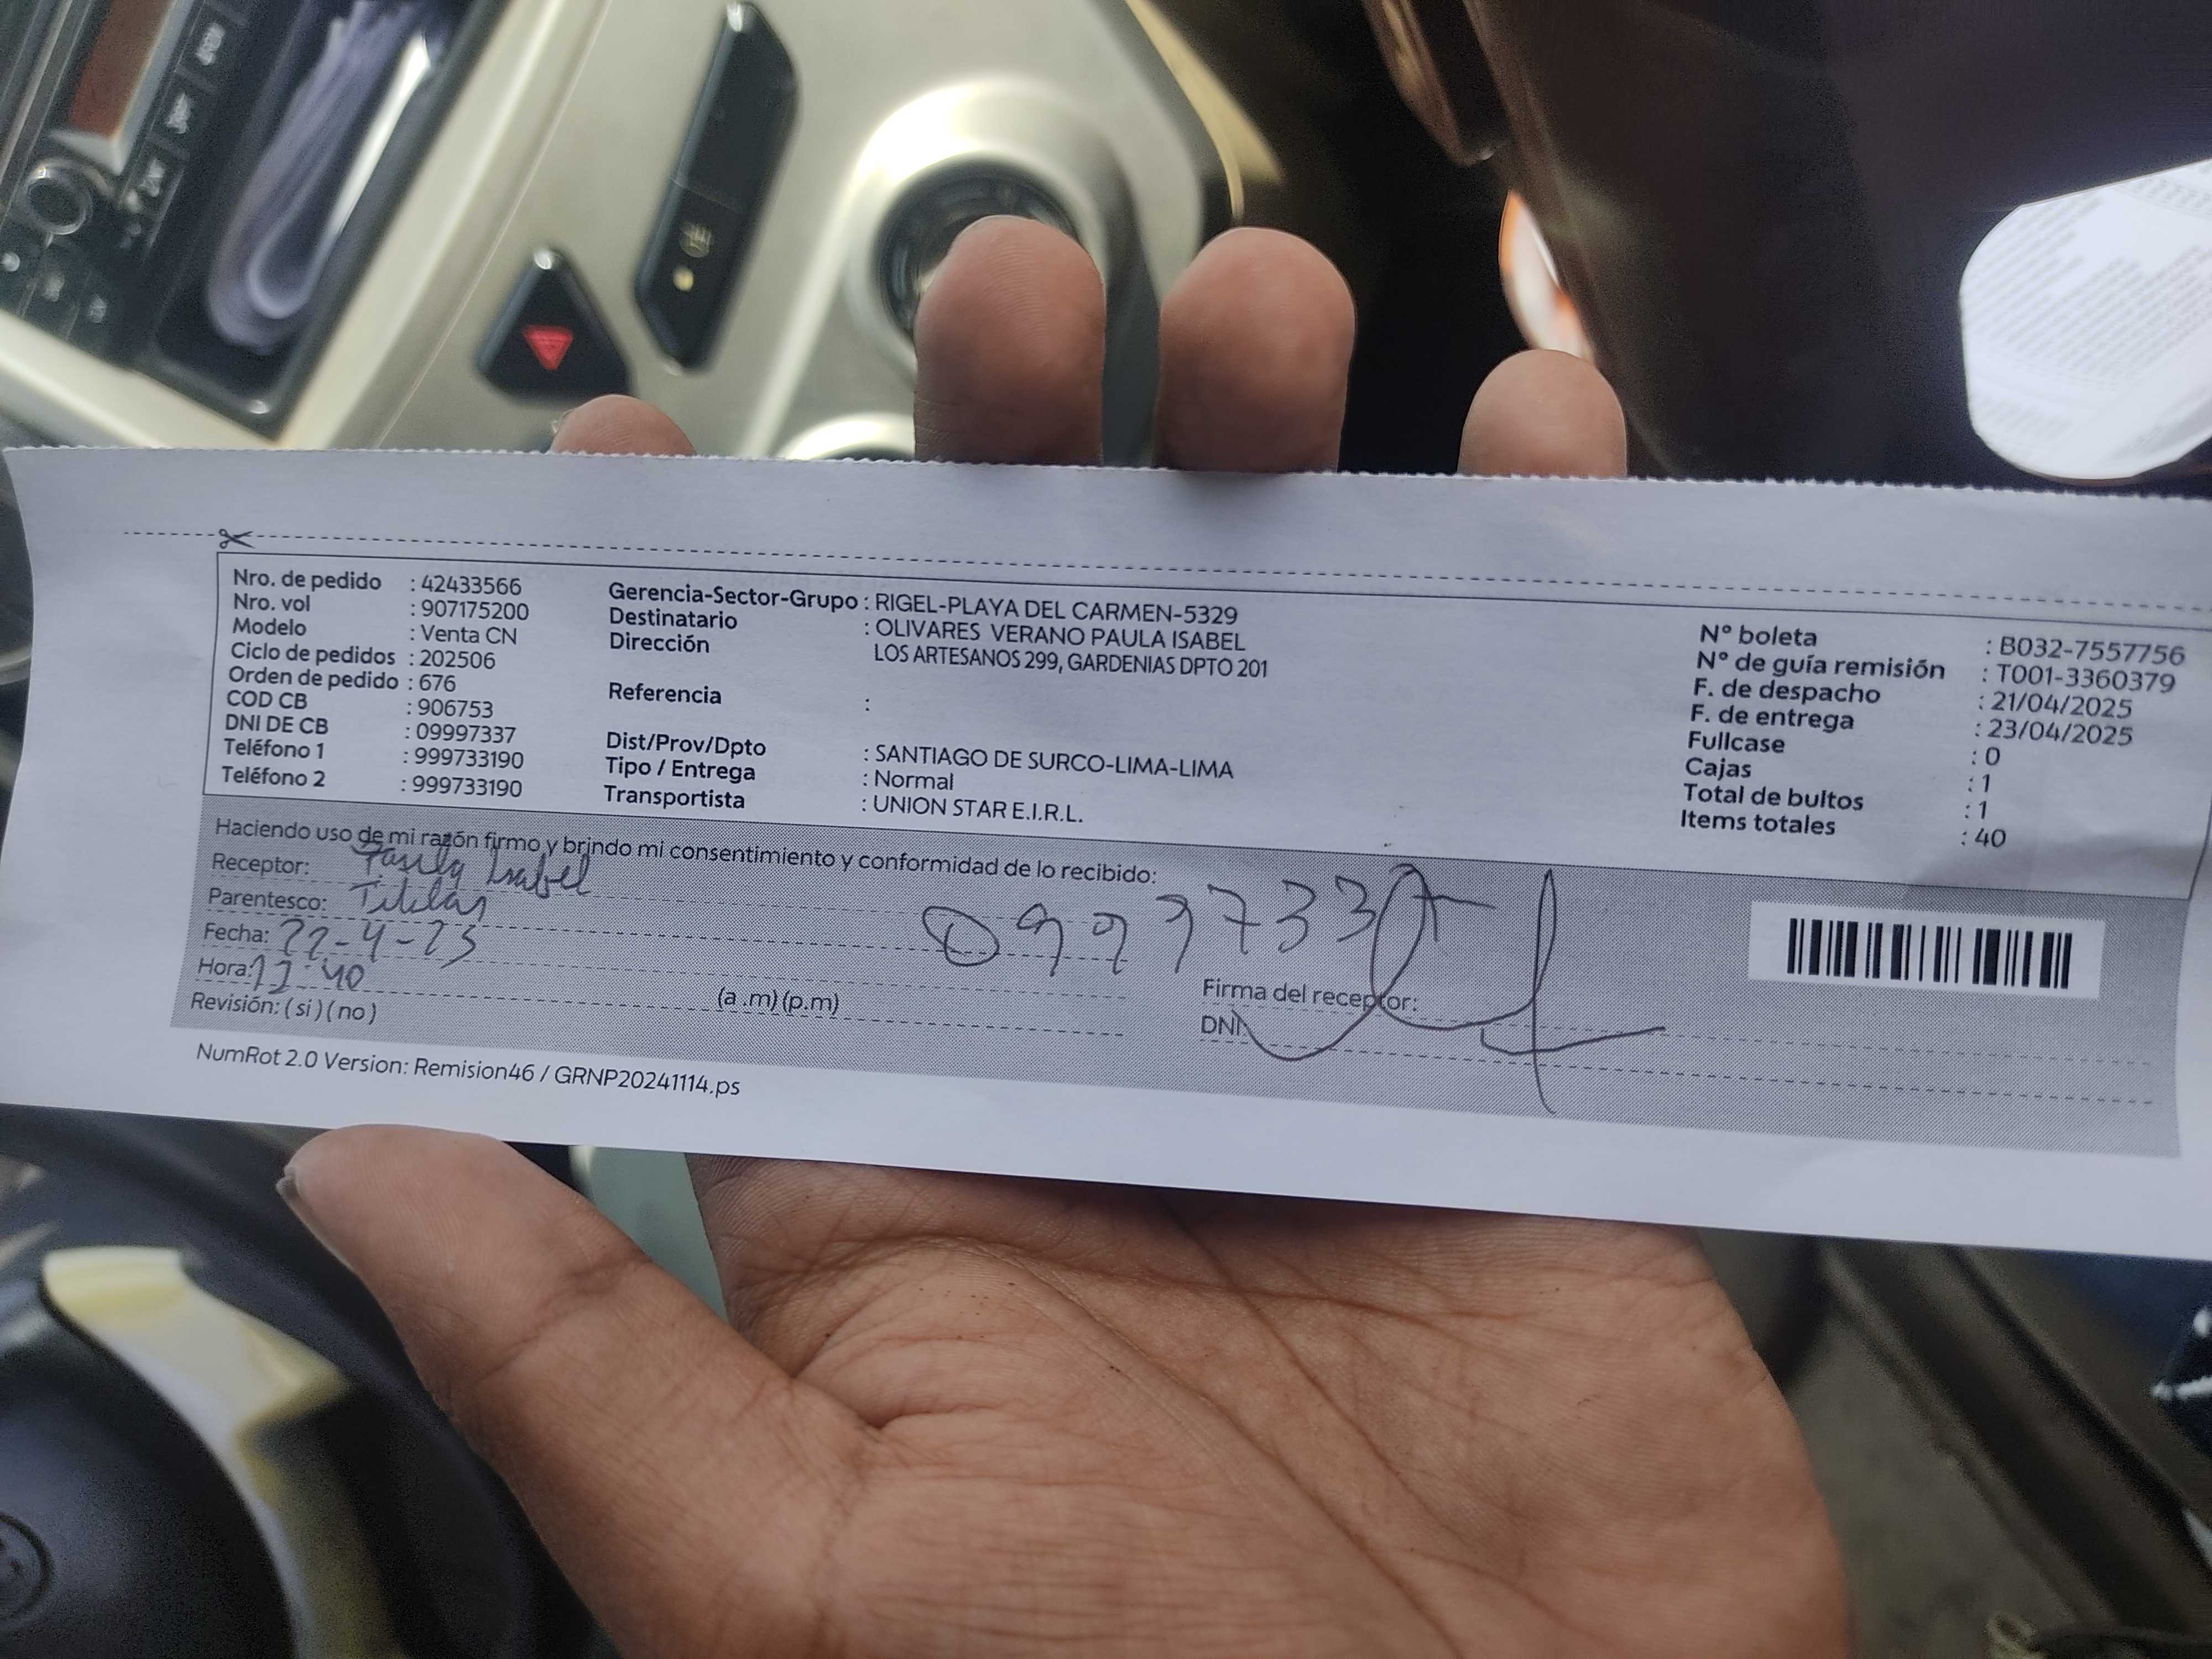 Nro. de pedido : 42433566
Nro. vol : 907175200
Modelo : Venta CN
Ciclo de pedidos : 202506
Orden de pedido : 676
COD CB : 906753
DNI DE CB : 09997337
Teléfono 1 : 999733190
Teléfono 2 : 999733190
Gerencia-Sector-Grupo : RIGEL-PLAYA DEL CARMEN-5329
Destinatario : OLIVARES VERANO PAULA ISABEL
Dirección LOS ARTESANOS 299, GARDENIAS DPTO 201
Referencia :
Dist/Prov/Dpto : SANTIAGO DE SURCO-LIMA-LIMA
Tipo / Entrega : Normal
Transportista : UNION STAR E.I.R.L.
N° boleta : B032-7557756
N° de guía remisión : T001-3360379
F. de despacho : 21/04/2025
F. de entrega : 23/04/2025
Fullcase : 0
Cajas : 1
Total de bultos : 1
Items totales : 40
Haciendo uso de mi razón firmo y brindo mi consentimiento y conformidad de lo recibido:
Receptor: Isabel
Parentesco: Titular
Fecha: 22-4-25
Hora: 12:40 (a.m) (p.m)
Revisión: ( si ) ( no )
0999733
Firma del receptor:
DNI:
NumRot 2.0 Version: Remision46 / GRNP20241114.ps